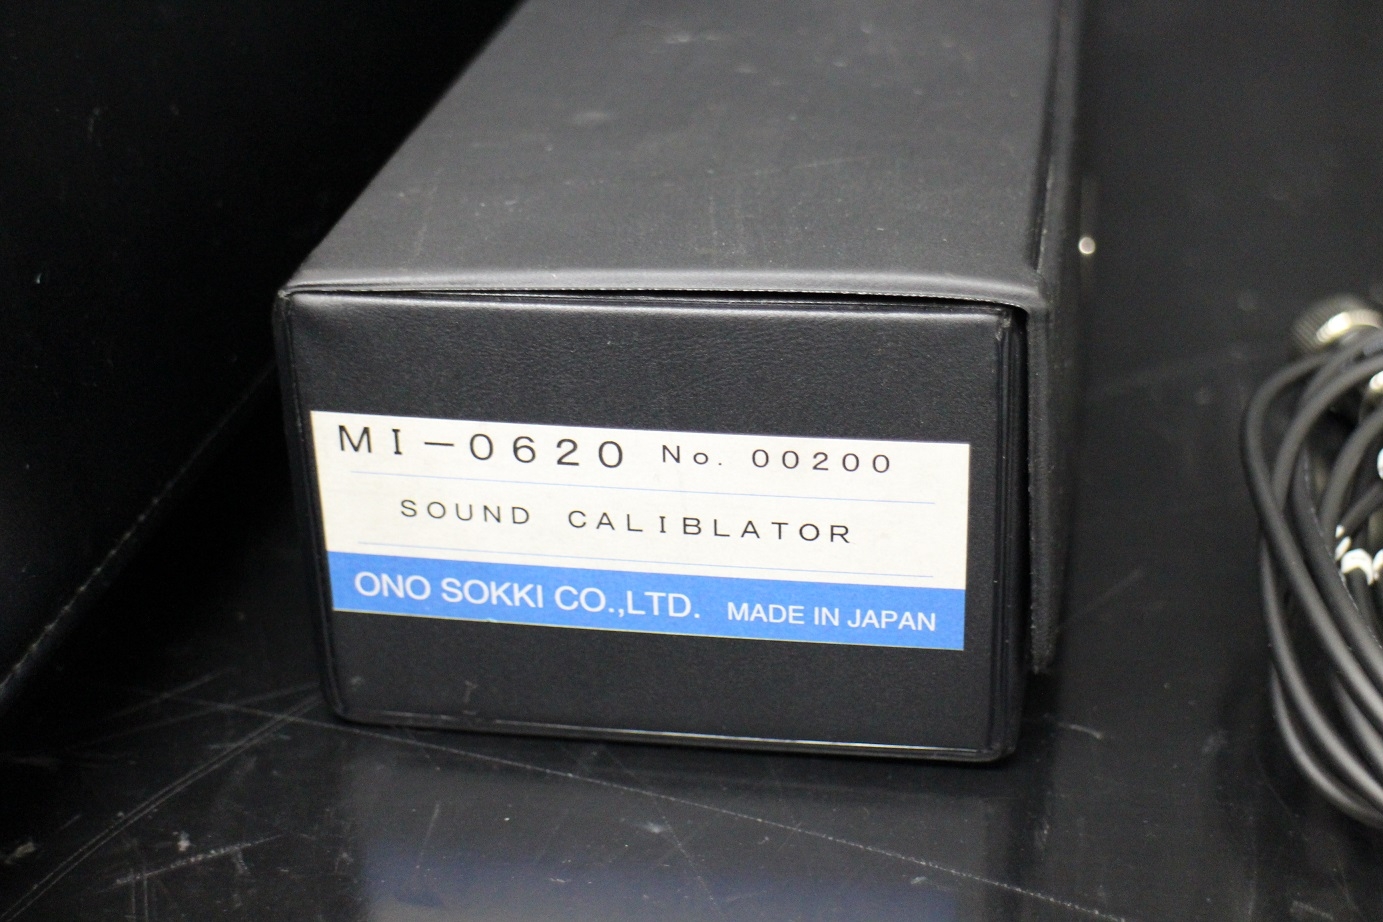 MI-0620 No. 00200
SOUND CALIBLATOR
ONO SOKKI CO.,LTD. MADE IN JAPAN